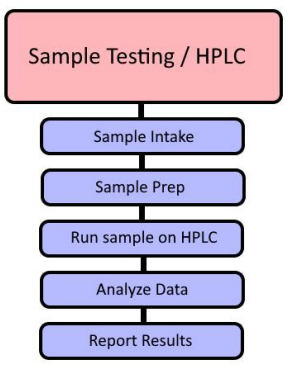 Sample Testing / HPLC
Sample Intake
Sample Prep
Run sample on HPLC
Analyze Data
Report Results